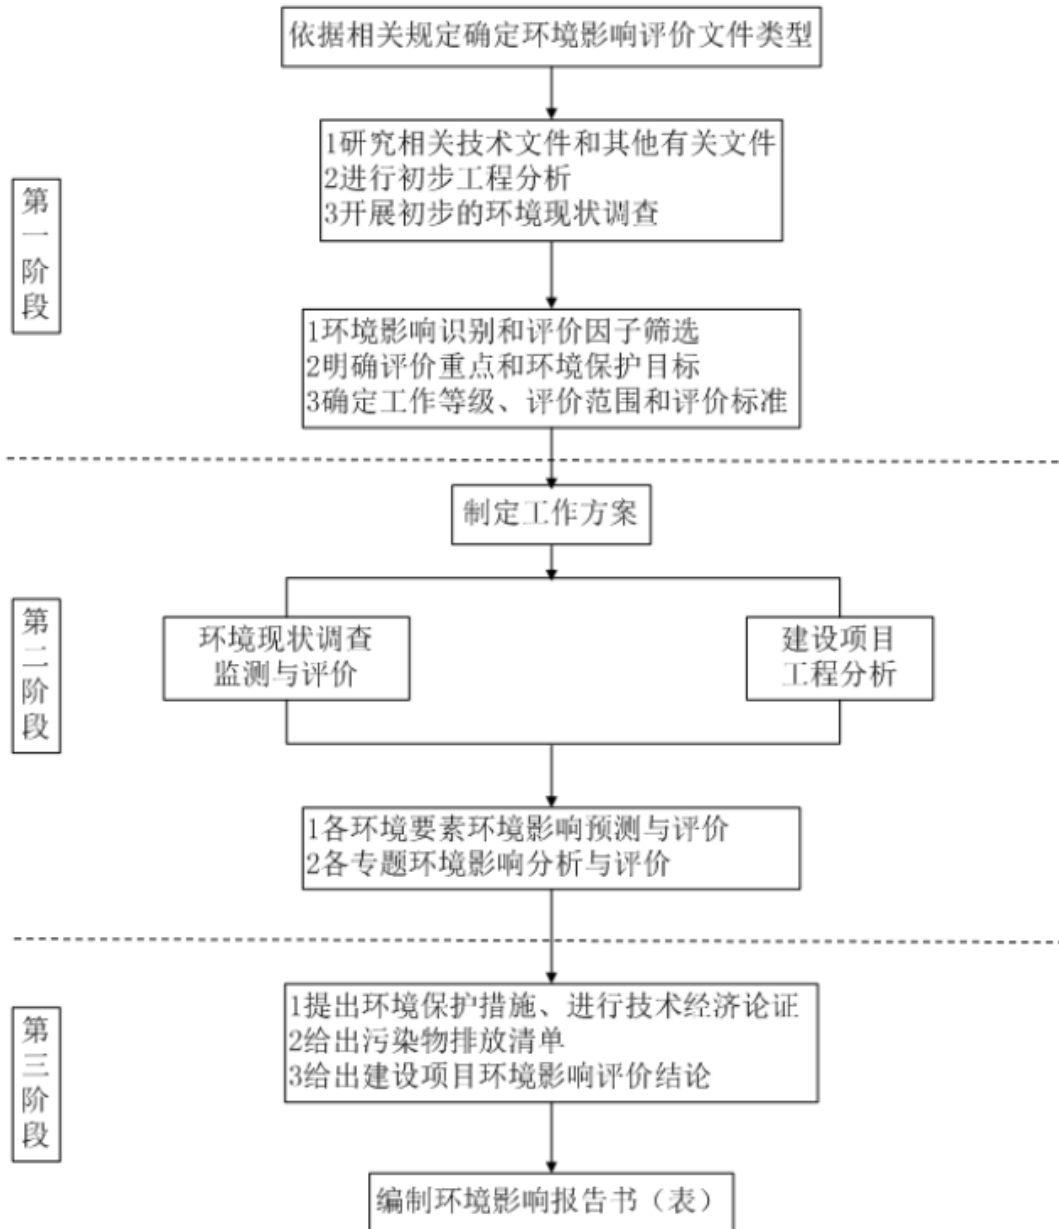 依据相关规定确定环境影响评价文件类型
第一阶段
1研究相关技术文件和其他有关文件
2进行初步工程分析
3开展初步的环境现状调查
1环境影响识别和评价因子筛选
2明确评价重点和环境保护目标
3确定工作等级、评价范围和评价标准
制定工作方案
第二阶段
环境现状调查
监测与评价
建设项目
工程分析
1各环境要素环境影响预测与评价
2各专题环境影响分析与评价
第三阶段
1提出环境保护措施、进行技术经济论证
2给出污染物排放清单
3给出建设项目环境影响评价结论
编制环境影响报告书（表）